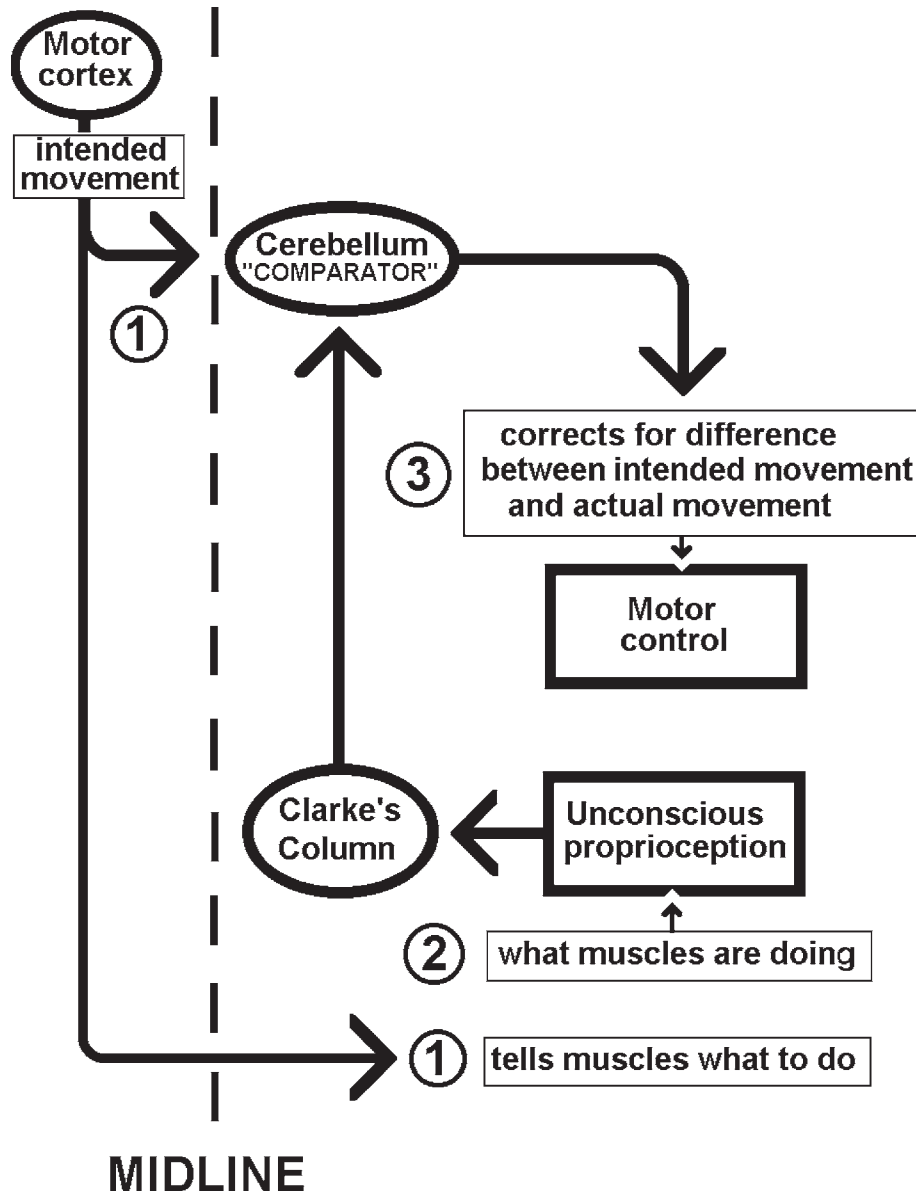 Motor
cortex
intended
movement
1
Cerebellum
"COMPARATOR"
3
corrects for difference
between intended movement
and actual movement
Motor
control
Clarke's
Column
Unconscious
proprioception
2
what muscles are doing
1
tells muscles what to do
MIDLINE